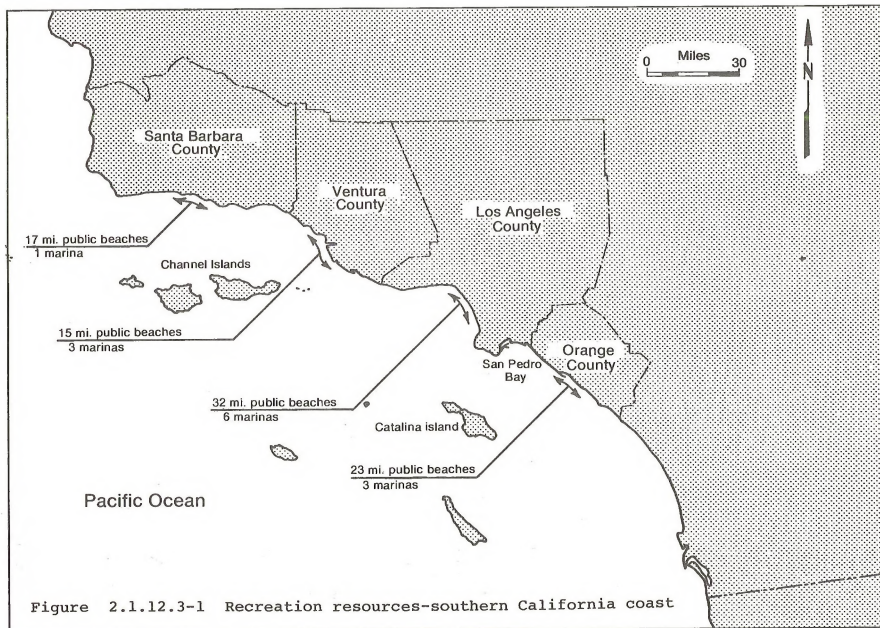 Miles
0 30
N
Santa Barbara
County
Ventura
County
Los Angeles
County
17 mi. public beaches
1 marina
Channel Islands
15 mi. public beaches
3 marinas
Orange
County
San Pedro
Bay
32 mi. public beaches
6 marinas
Catalina island
23 mi. public beaches
3 marinas
Pacific Ocean
Figure 2.1.12.3-1 Recreation resources-southern California coast